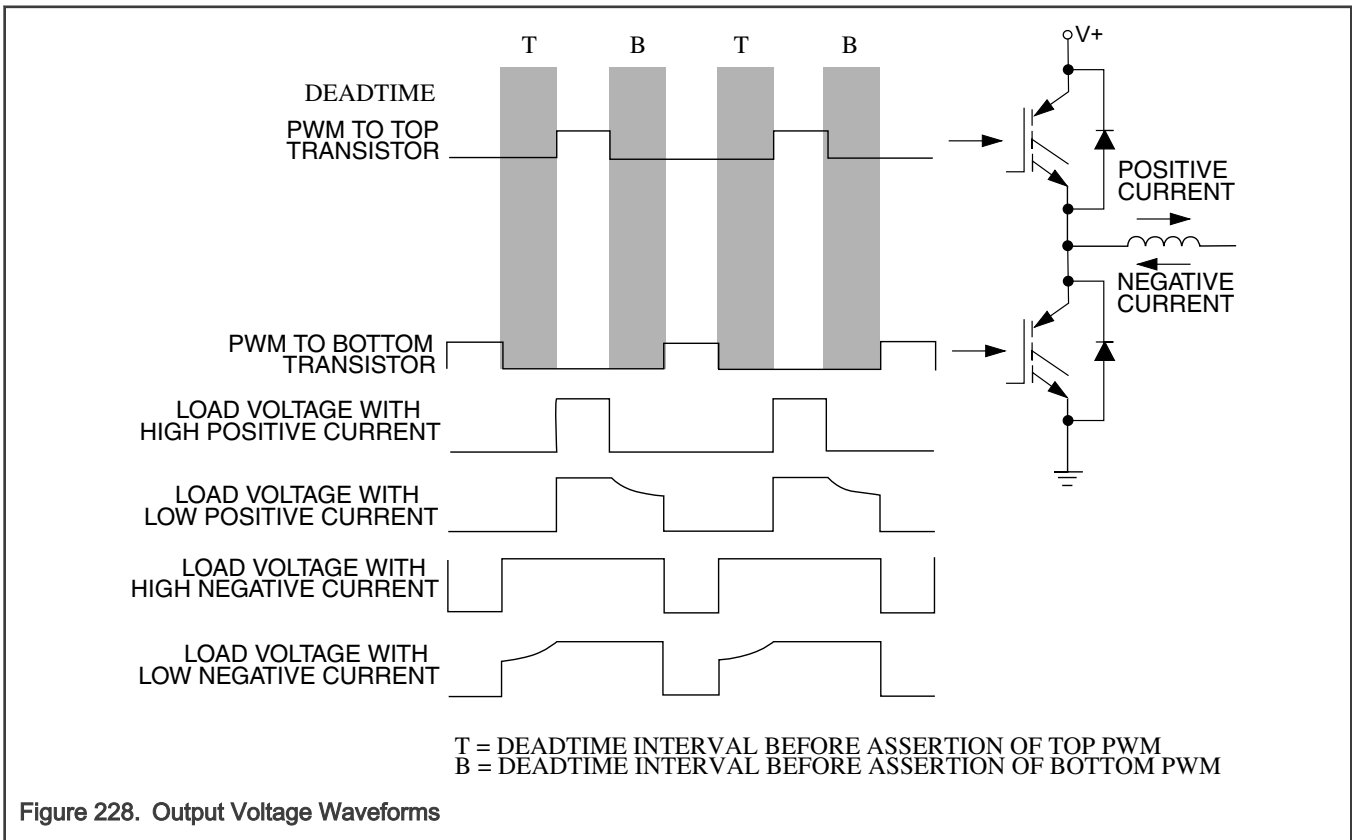 T B T B
V+
DEADTIME
PWM TO TOP
TRANSISTOR
POSITIVE
CURRENT
NEGATIVE
CURRENT
PWM TO BOTTOM
TRANSISTOR
LOAD VOLTAGE WITH
HIGH POSITIVE CURRENT
LOAD VOLTAGE WITH
LOW POSITIVE CURRENT
LOAD VOLTAGE WITH
HIGH NEGATIVE CURRENT
LOAD VOLTAGE WITH
LOW NEGATIVE CURRENT
T = DEADTIME INTERVAL BEFORE ASSERTION OF TOP PWM
B = DEADTIME INTERVAL BEFORE ASSERTION OF BOTTOM PWM
Figure 228. Output Voltage Waveforms